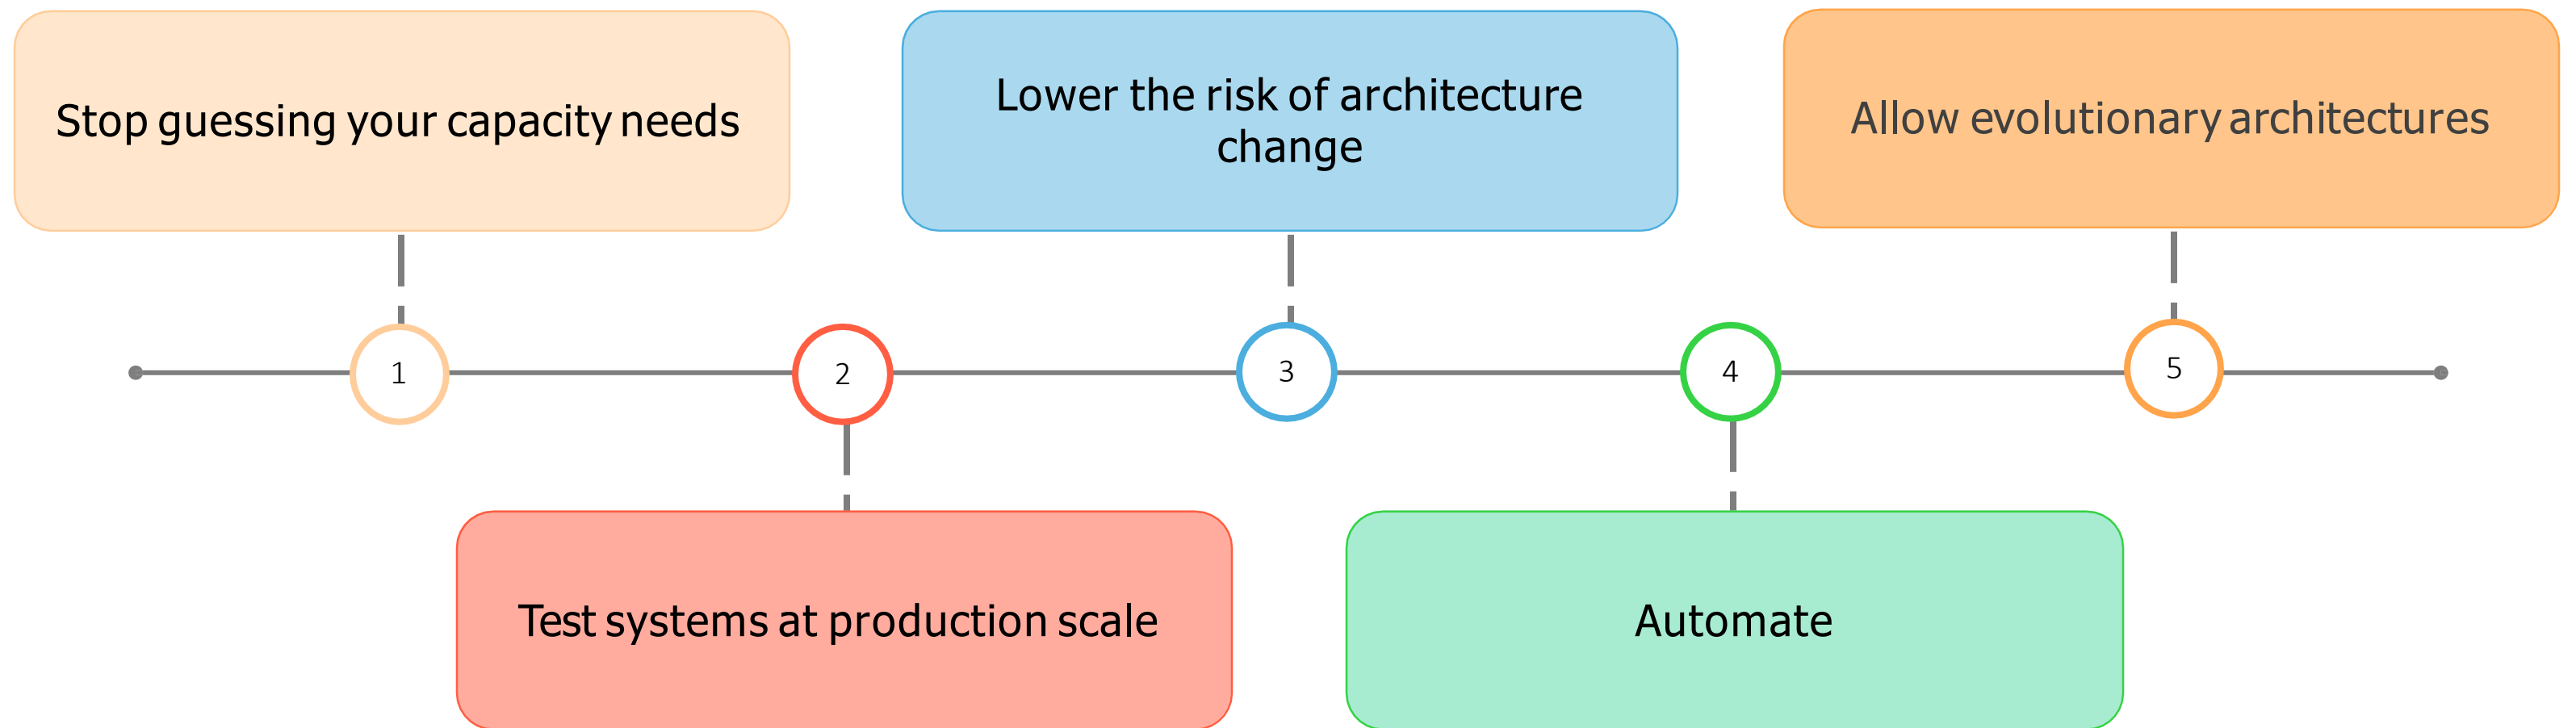 Stop guessing your capacity needs
Lower the risk of architecture
change
Allow evolutionary architectures
1
2
3
4
5
Test systems at production scale
Automate